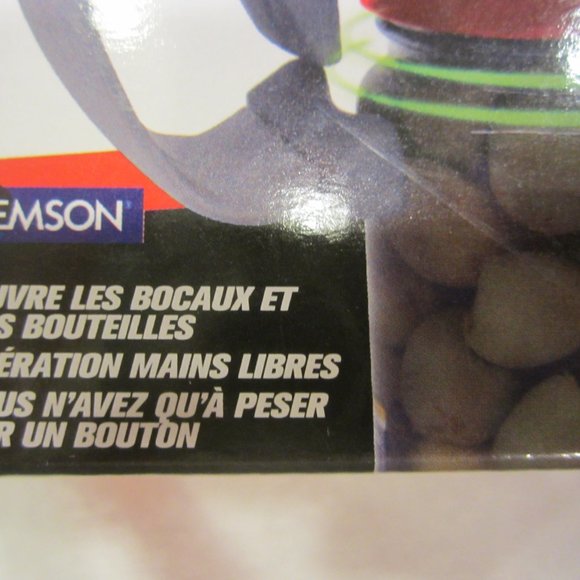 EMSON
UVRE LES BOCAUX ET
S BOUTEILLES
ÉRATION MAINS LIBRES
US N'AVEZ QU'À PESER
R UN BOUTON